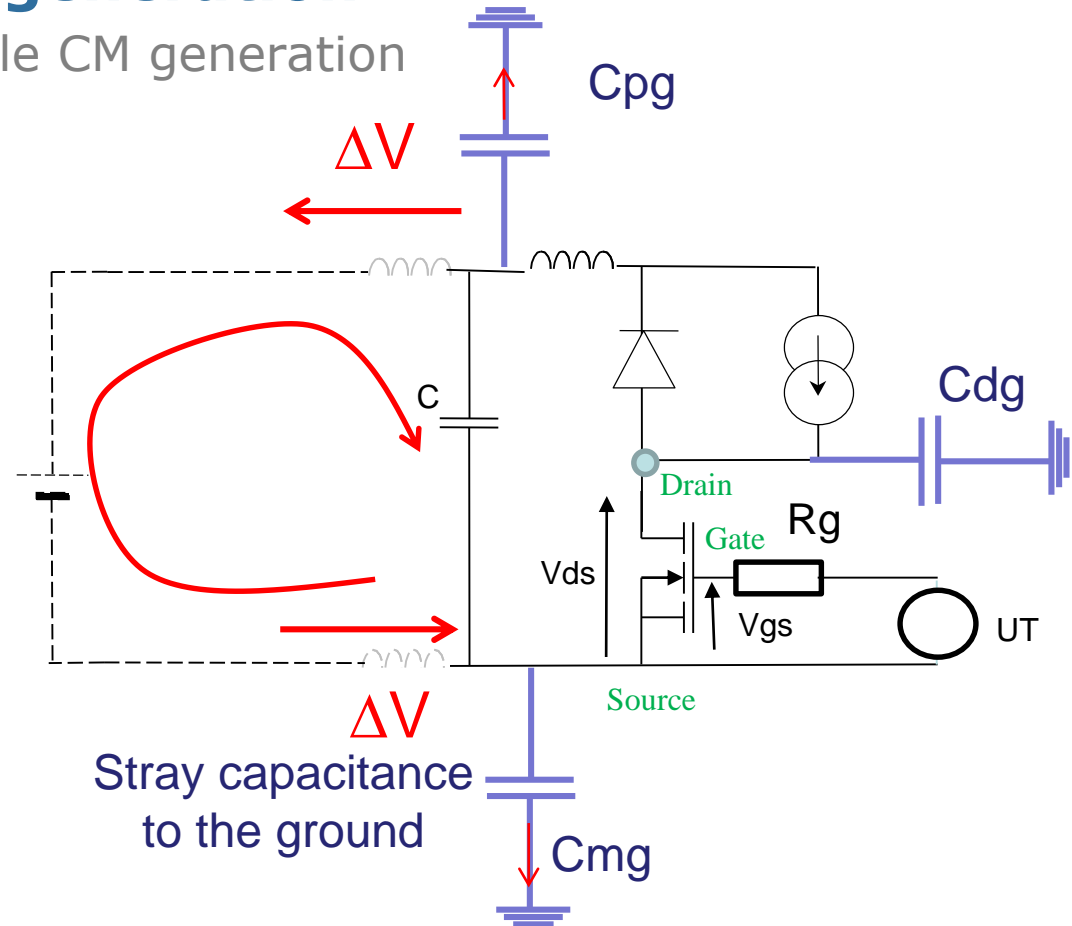 generation
le CM generation
Cpg
ΔV
C
Cdg
Drain
Rg
Gate
Vds
Vgs
UT
Source
ΔV
Stray capacitance
to the ground
Cmg